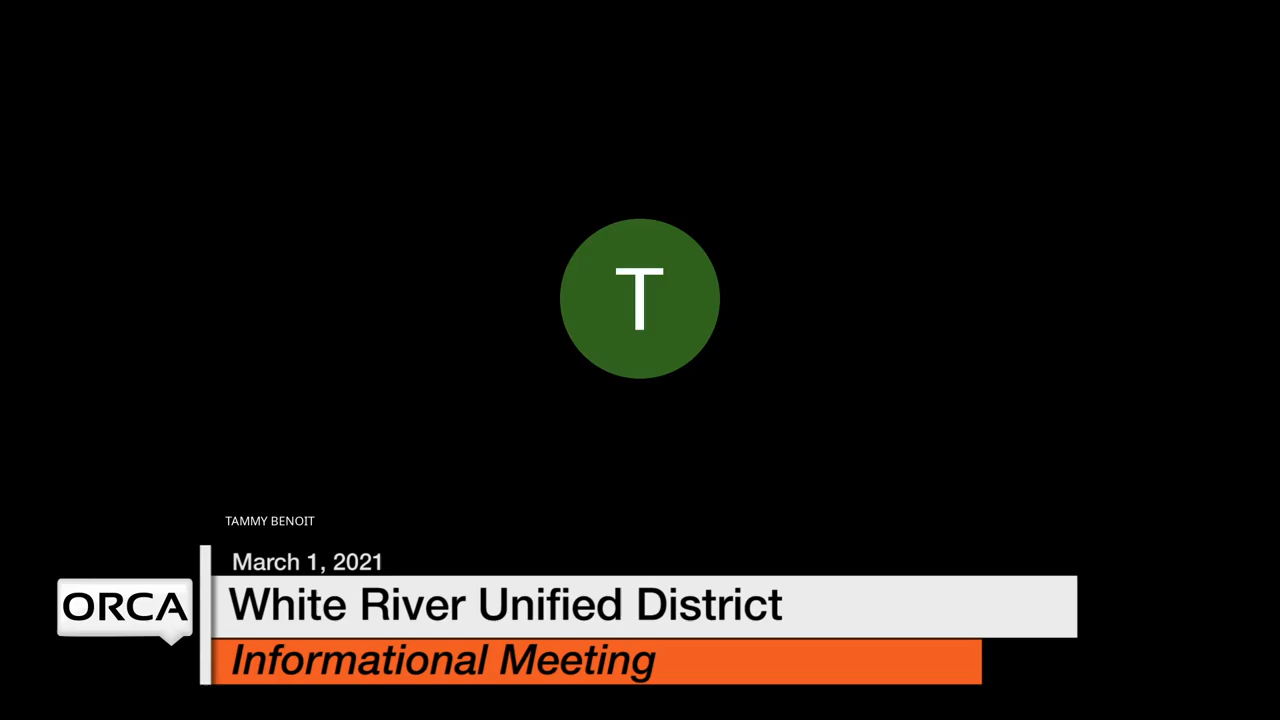 T
TAMMY BENOIT
March 1, 2021
ORCA
White River Unified District
Informational Meeting